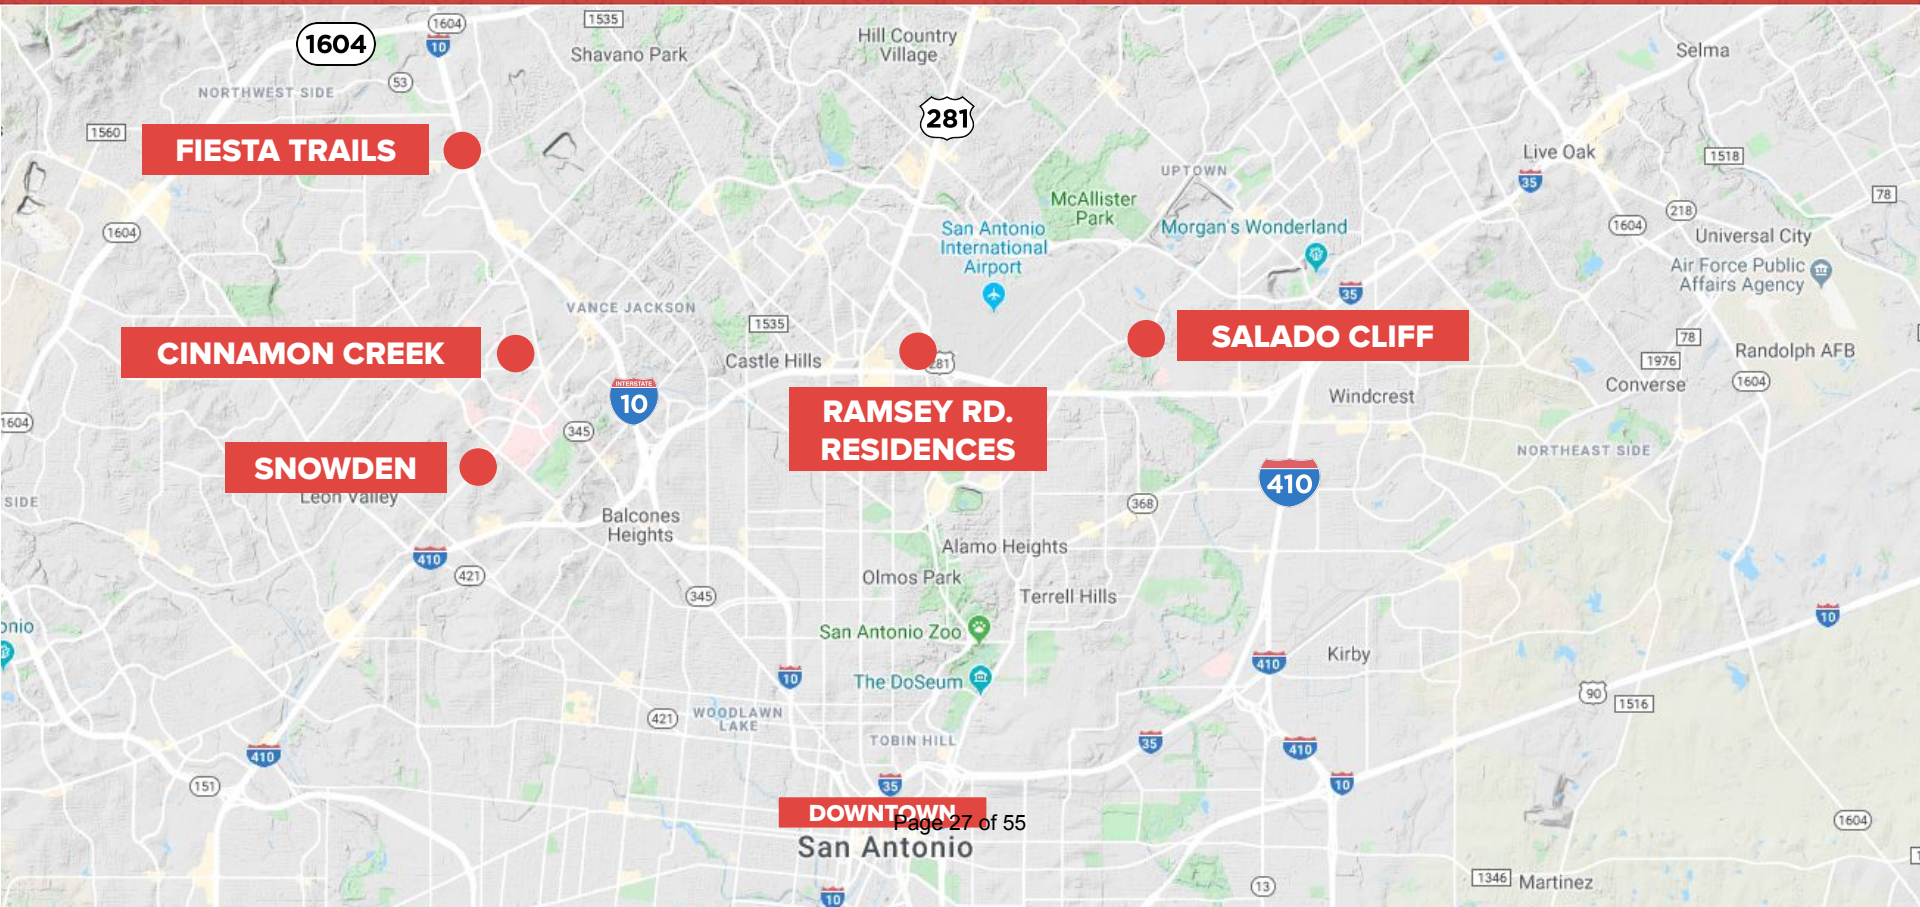 1604
1604
10
1535
Shavano Park
Hill Country
Village
Selma
53
NORTHWEST SIDE
281
1560
FIESTA TRAILS
Live Oak
1518
UPTOWN
35
78
McAllister
Park
218
1604
1604
San Antonio
International
Airport
Morgan's Wonderland
Universal City
Air Force Public
Affairs Agency
35
VANCE JACKSON
1535
CINNAMON CREEK
Castle Hills
281
SALADO CLIFF
78
1976
Randolph AFB
Converse
1604
INTERSTATE
10
Windcrest
RAMSEY RD.
RESIDENCES
1604
345
SNOWDEN
Leon Valley
NORTHEAST SIDE
410
SIDE
368
Balcones
Heights
Alamo Heights
410
421
Olmos Park
345
Terrell Hills
onio
San Antonio Zoo
10
410
Kirby
10
The DoSeum
90
1516
421
WOODLAWN
LAKE
TOBIN HILL
35
410
410
10
151
35
DOWNTOWN
Page 27 of 55
San Antonio
1604
13
1346
Martinez
10